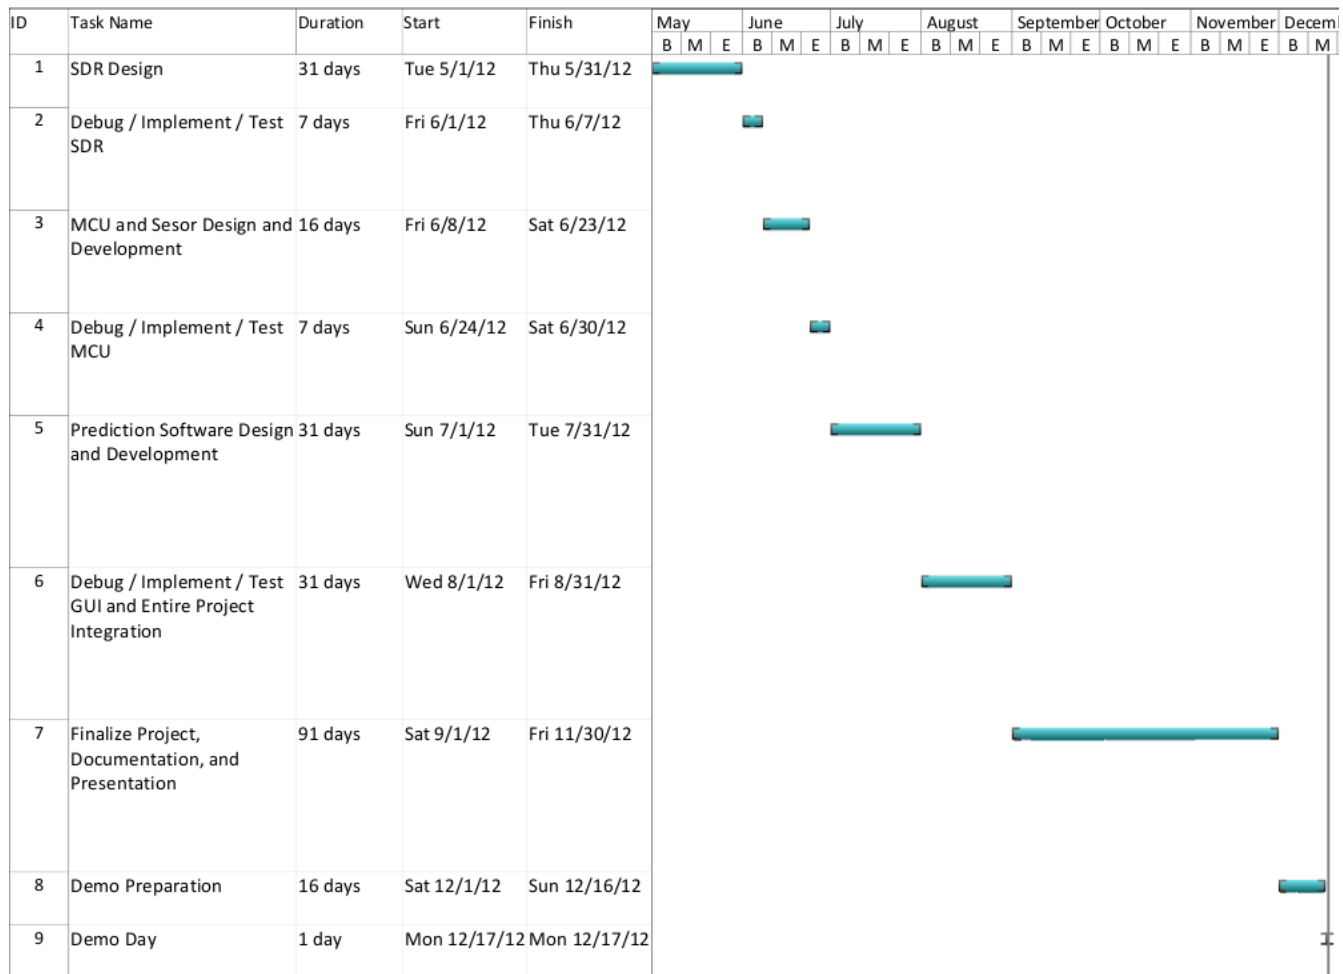 ID Task Name Duration Start Finish May June July August September October November Decem
B M E B M E B M E B M E B M E B M E B M E B M
1 SDR Design 31 days Tue 5/1/12 Thu 5/31/12
2 Debug / Implement / Test 7 days Fri 6/1/12 Thu 6/7/12
SDR
3 MCU and Sesor Design and 16 days Fri 6/8/12 Sat 6/23/12
Development
4 Debug / Implement / Test 7 days Sun 6/24/12 Sat 6/30/12
MCU
5 Prediction Software Design 31 days Sun 7/1/12 Tue 7/31/12
and Development
6 Debug / Implement / Test 31 days Wed 8/1/12 Fri 8/31/12
GUI and Entire Project
Integration
7 Finalize Project, 91 days Sat 9/1/12 Fri 11/30/12
Documentation, and
Presentation
8 Demo Preparation 16 days Sat 12/1/12 Sun 12/16/12
9 Demo Day 1 day Mon 12/17/12 Mon 12/17/12